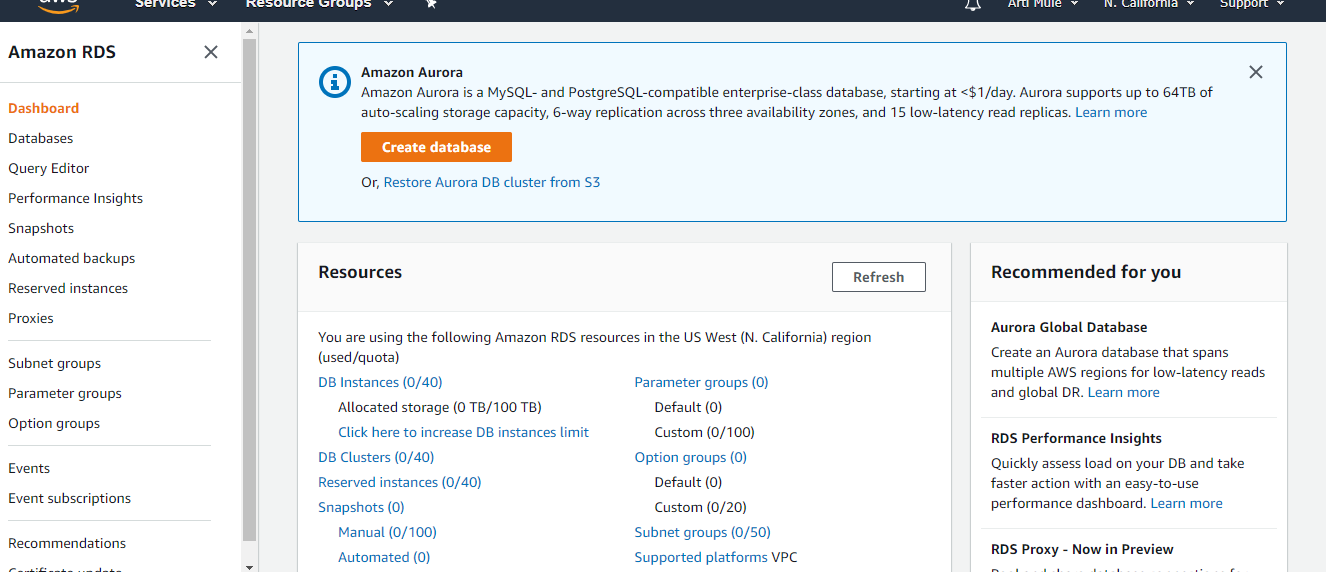 aws
Services
Resource Groups
Arti Mule
N. California
Support
Amazon RDS
Dashboard
Databases
Query Editor
Performance Insights
Snapshots
Automated backups
Reserved instances
Proxies
Subnet groups
Parameter groups
Option groups
Events
Event subscriptions
Recommendations
Certificate update
Amazon Aurora
Amazon Aurora is a MySQL- and PostgreSQL-compatible enterprise-class database, starting at <$1/day. Aurora supports up to 64TB of
auto-scaling storage capacity, 6-way replication across three availability zones, and 15 low-latency read replicas. Learn more
Create database
Or, Restore Aurora DB cluster from S3
Resources
Refresh
You are using the following Amazon RDS resources in the US West (N. California) region
(used/quota)
DB Instances (0/40)
Allocated storage (0 TB/100 TB)
Click here to increase DB instances limit
DB Clusters (0/40)
Reserved instances (0/40)
Snapshots (0)
Manual (0/100)
Automated (0)
Parameter groups (0)
Default (0)
Custom (0/100)
Option groups (0)
Default (0)
Custom (0/20)
Subnet groups (0/50)
Supported platforms VPC
Recommended for you
Aurora Global Database
Create an Aurora database that spans
multiple AWS regions for low-latency reads
and global DR. Learn more
RDS Performance Insights
Quickly assess load on your DB and take
faster action with an easy-to-use
performance dashboard. Learn more
RDS Proxy - Now in Preview